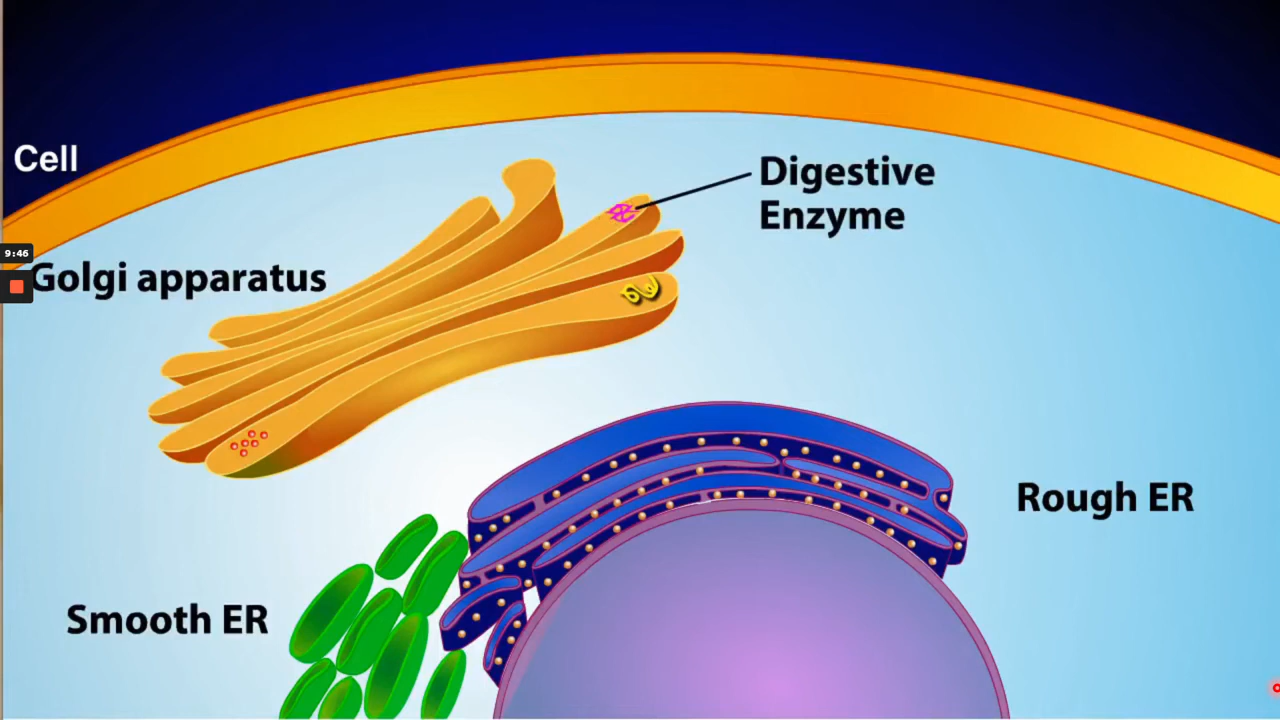 Cell
Digestive
Enzyme
9:46
Golgi apparatus
Rough ER
Smooth ER